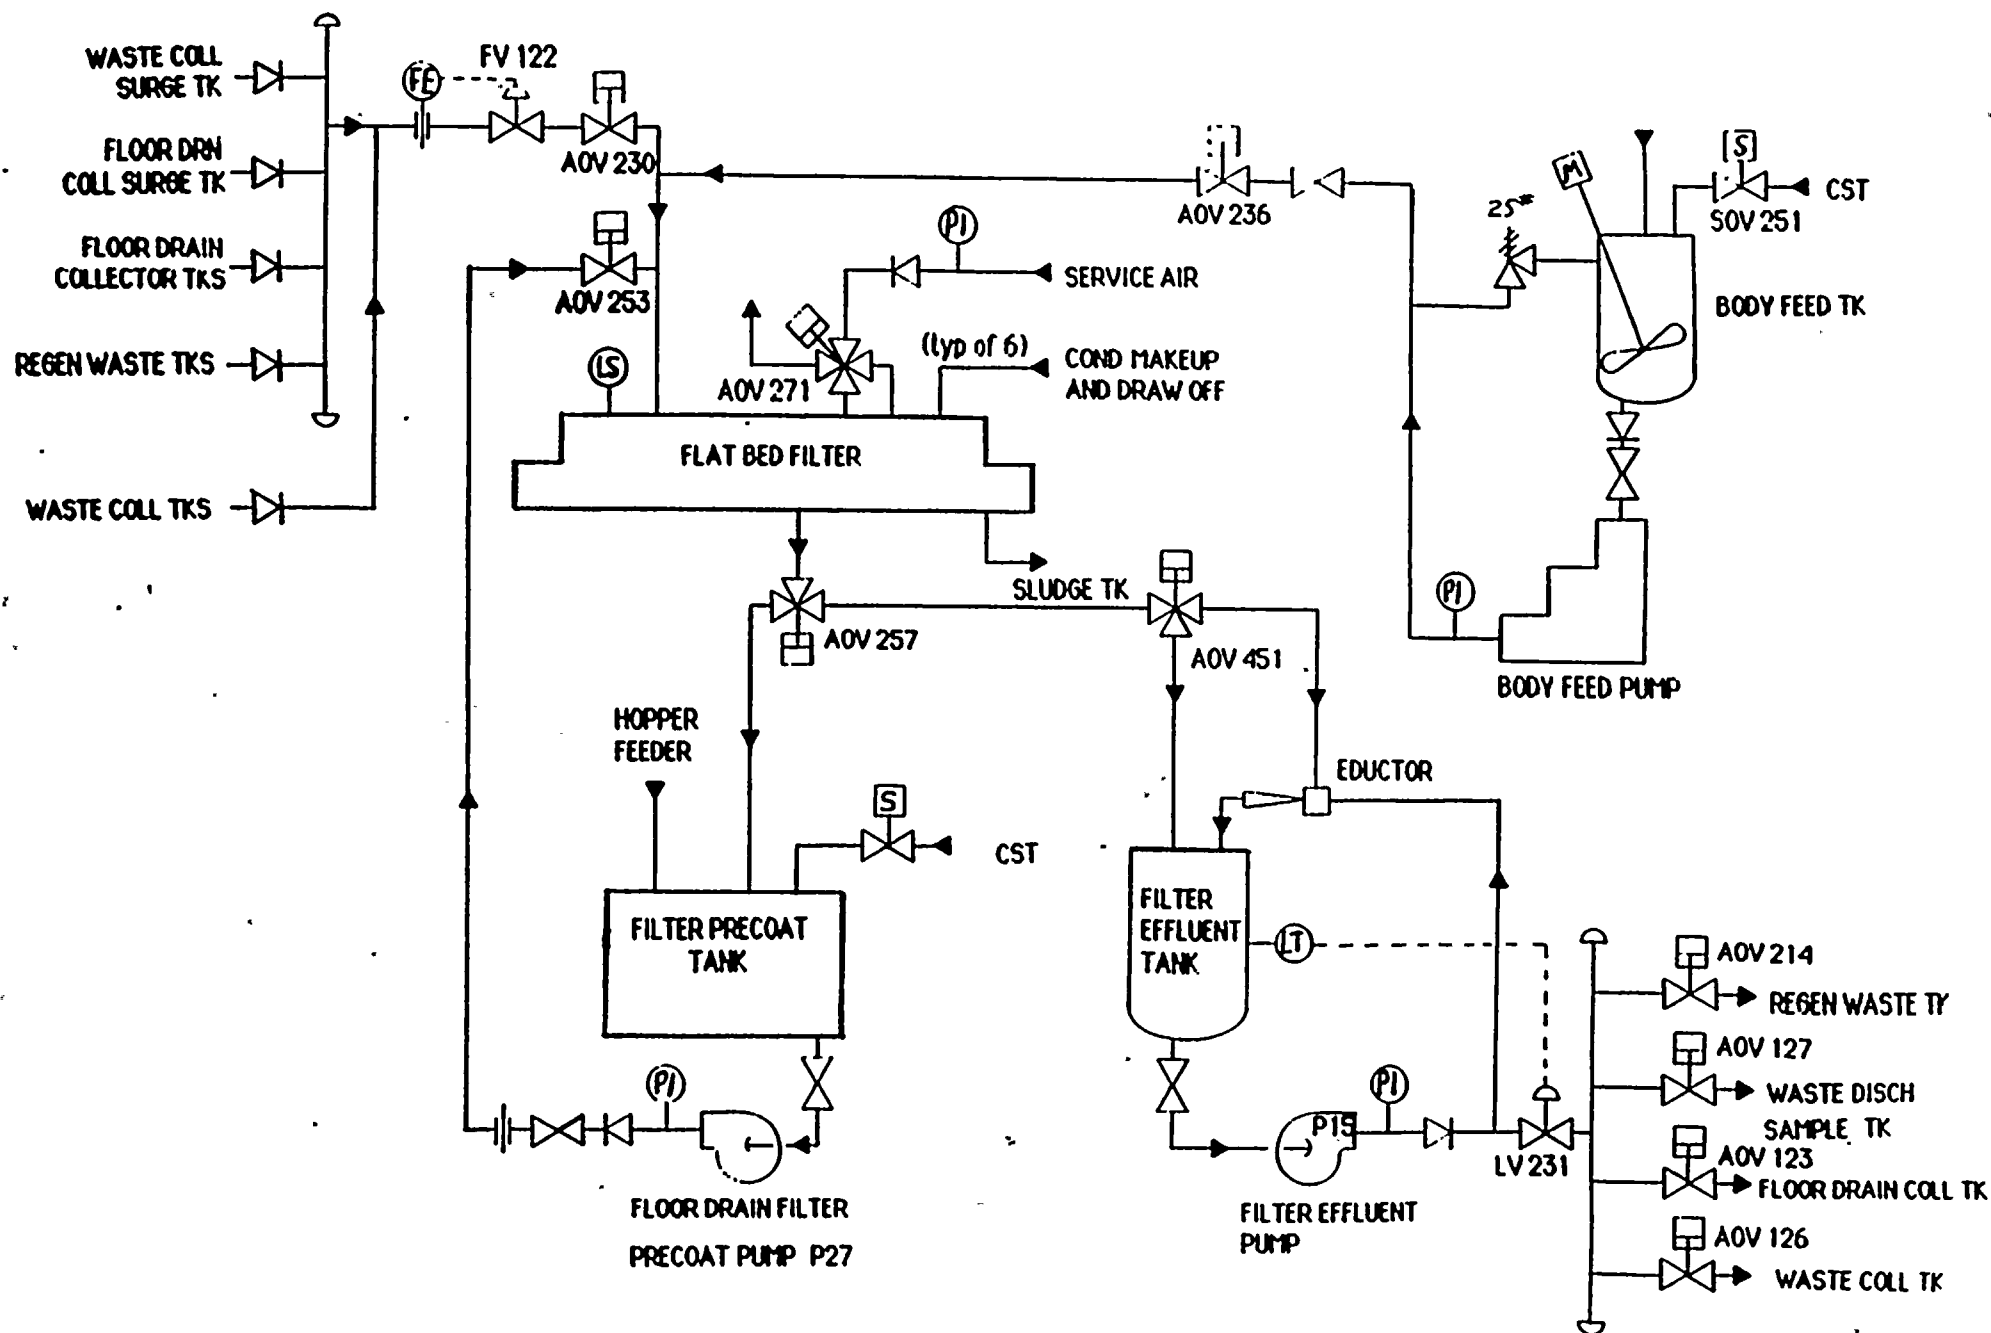 WASTE COLL
SURGE TK
FLOOR DRN
COLL SURGE TK
FLOOR DRAIN
COLLECTOR TKS
REGEN WASTE TKS
WASTE COLL TKS
FE
FV 122
AOV 230
AOV 253
LS
PI
SERVICE AIR
AOV 271
(typ of 6)
COND MAKEUP
AND DRAW OFF
FLAT BED FILTER
AOV 236
25#
M
S
CST
SOV 251
BODY FEED TK
PI
BODY FEED PUMP
SLUDGE TK
AOV 257
AOV 451
HOPPER
FEEDER
S
CST
FILTER PRECOAT
TANK
PI
FLOOR DRAIN FILTER
PRECOAT PUMP P27
EDUCTOR
FILTER
EFFLUENT
TANK
LT
PI
P15
FILTER EFFLUENT
PUMP
LV 231
AOV 214
REGEN WASTE TY
AOV 127
WASTE DISCH
SAMPLE TK
AOV 123
FLOOR DRAIN COLL TK
AOV 126
WASTE COLL TK